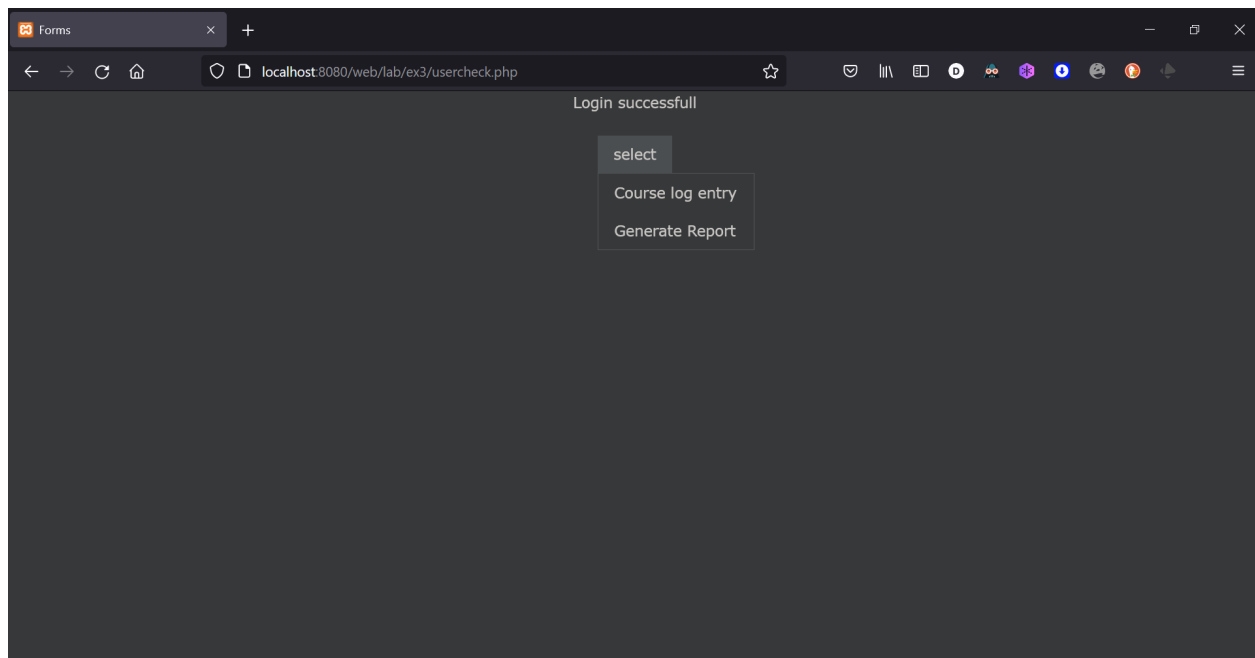 Forms
localhost:8080/web/lab/ex3/usercheck.php
Login successfull
select
Course log entry
Generate Report